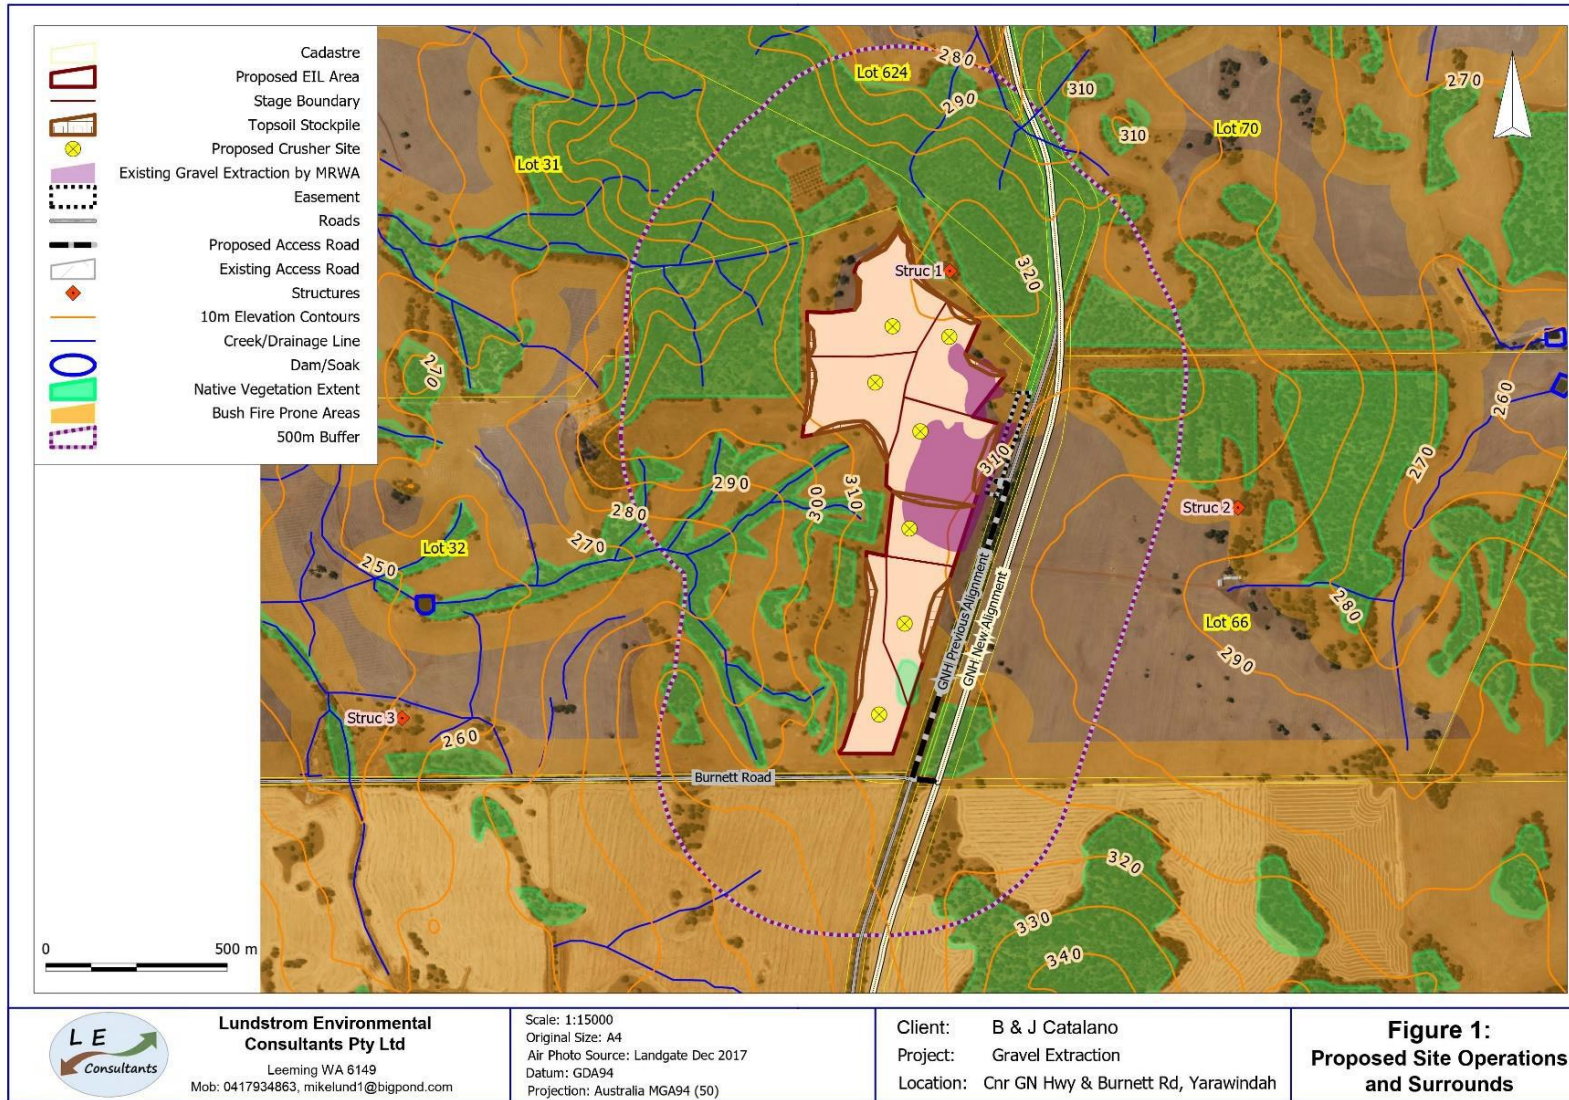 Cadastre
Proposed EIL Area
Stage Boundary
Topsoil Stockpile
Proposed Crusher Site
Existing Gravel Extraction by MRWA
Easement
Roads
Proposed Access Road
Existing Access Road
Structures
10m Elevation Contours
Creek/Drainage Line
Dam/Soak
Native Vegetation Extent
Bush Fire Prone Areas
500m Buffer
280
Lot 624
290
310
310
270
Lot 70
Lot 31
320
Struc 1
270
260
270
310
290
300
310
280
270
Struc 2
Lot 32
250
280
Lot 66
290
GNH Previous Alignment
GNH New Alignment
Struc 3
260
Burnett Road
320
330
340
0 500 m
L E
Consultants
Lundstrom Environmental
Consultants Pty Ltd
Leeming WA 6149
Mob: 0417934863, mikelund1@bigpond.com
Scale: 1:15000
Original Size: A4
Air Photo Source: Landgate Dec 2017
Datum: GDA94
Projection: Australia MGA94 (50)
Client: B & J Catalano
Project: Gravel Extraction
Location: Cnr GN Hwy & Burnett Rd, Yarawindah
Figure 1:
Proposed Site Operations
and Surrounds